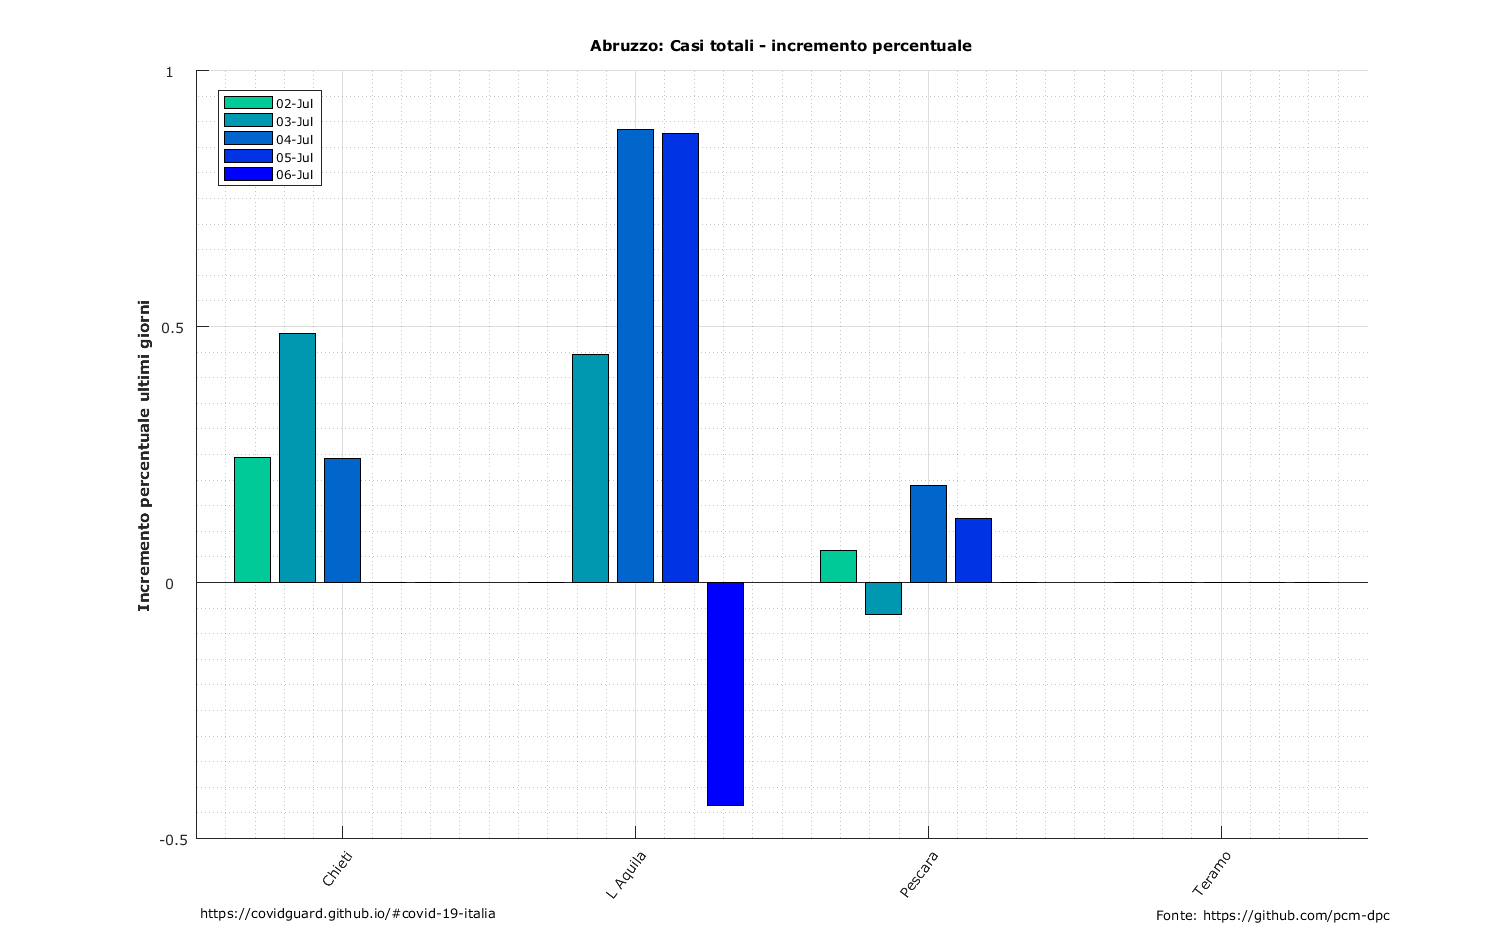 Abruzzo: Casi totali - incremento percentuale
1
02-Jul
03-Jul
04-Jul
05-Jul
06-Jul
0.5
0
-0.5
Incremento percentuale ultimi giorni
Chieti
L Aquila
Pescara
Teramo
https://covidguard.github.io/#covid-19-italia
Fonte: https://github.com/pcm-dpc